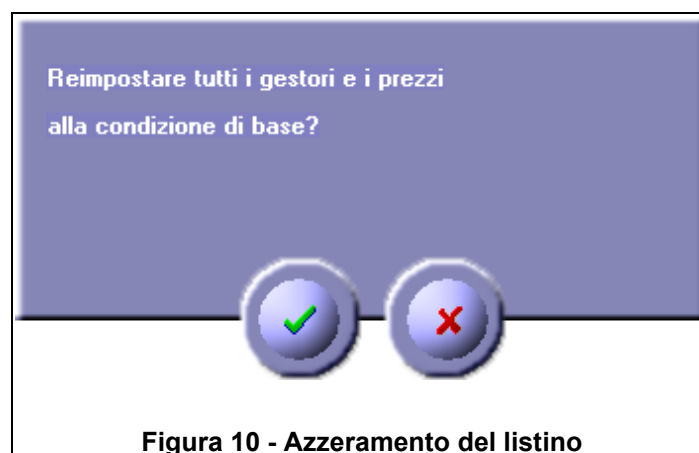 Reimpostare tutti i gestori e i prezzi
alla condizione di base?
Figura 10 - Azzeramento del listino